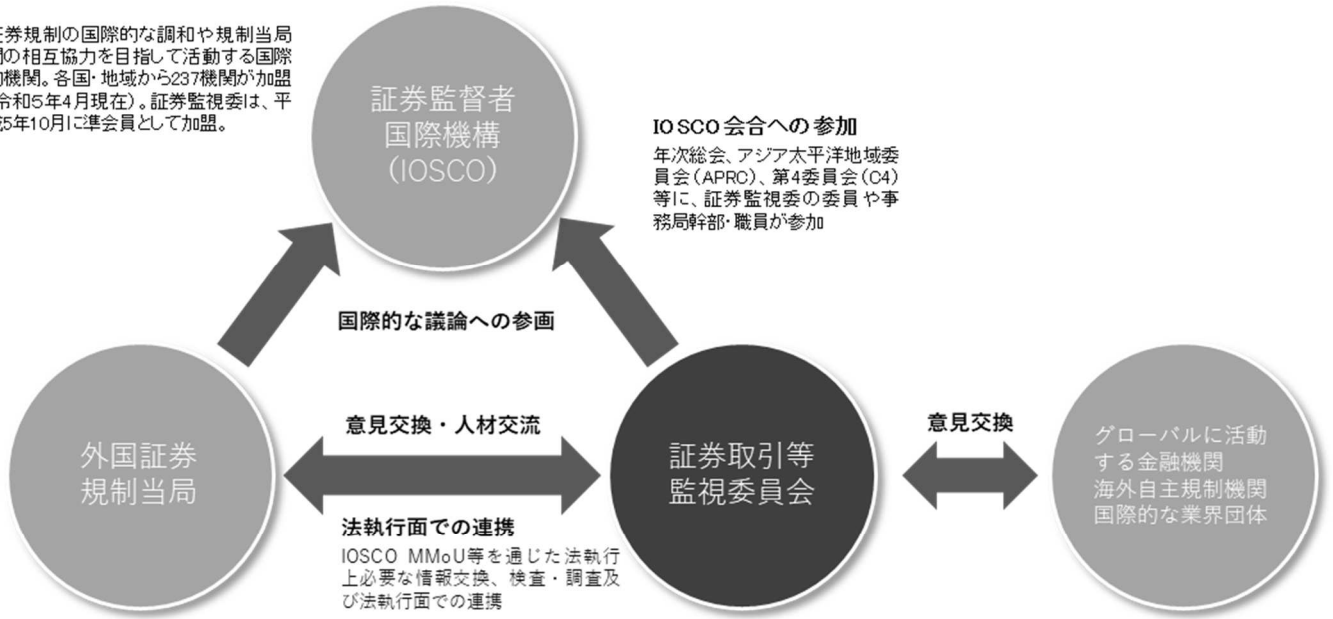 券規制の国際的な調和や規制当局
の相互協力を目指して活動する国際
機関。各国・地域から237機関が加盟
令和5年4月現在）。証券監視委は、平
5年10月に準会員として加盟。
証券監督者
国際機構
（IOSCO）
IOSCO会合への参加
年次総会、アジア太平洋地域委
員会（APRC）、第4委員会（C4）
等に、証券監視委の委員や事
務局幹部・職員が参加
国際的な議論への参画
外国証券
規制当局
意見交換・人材交流
法執行面での連携
IOSCO MMoU等を通じた法執行
上必要な情報交換、検査・調査及
び法執行面での連携
証券取引等
監視委員会
意見交換
グローバルに活動
する金融機関
海外自主規制機関
国際的な業界団体